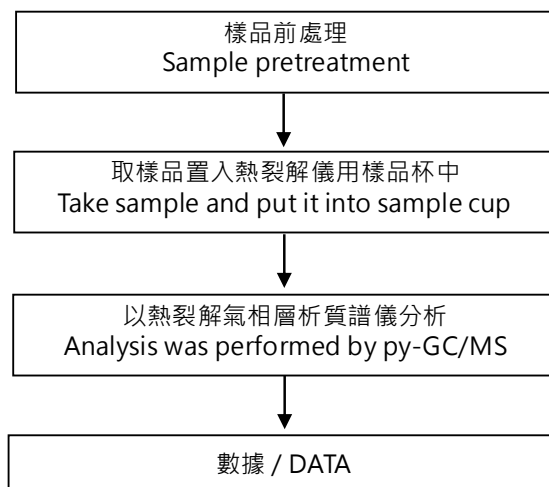 樣品前處理
Sample pretreatment
取樣品置入熱裂解儀用樣品杯中
Take sample and put it into sample cup
以熱裂解氣相層析質譜儀分析
Analysis was performed by py-GC/MS
數據 / DATA